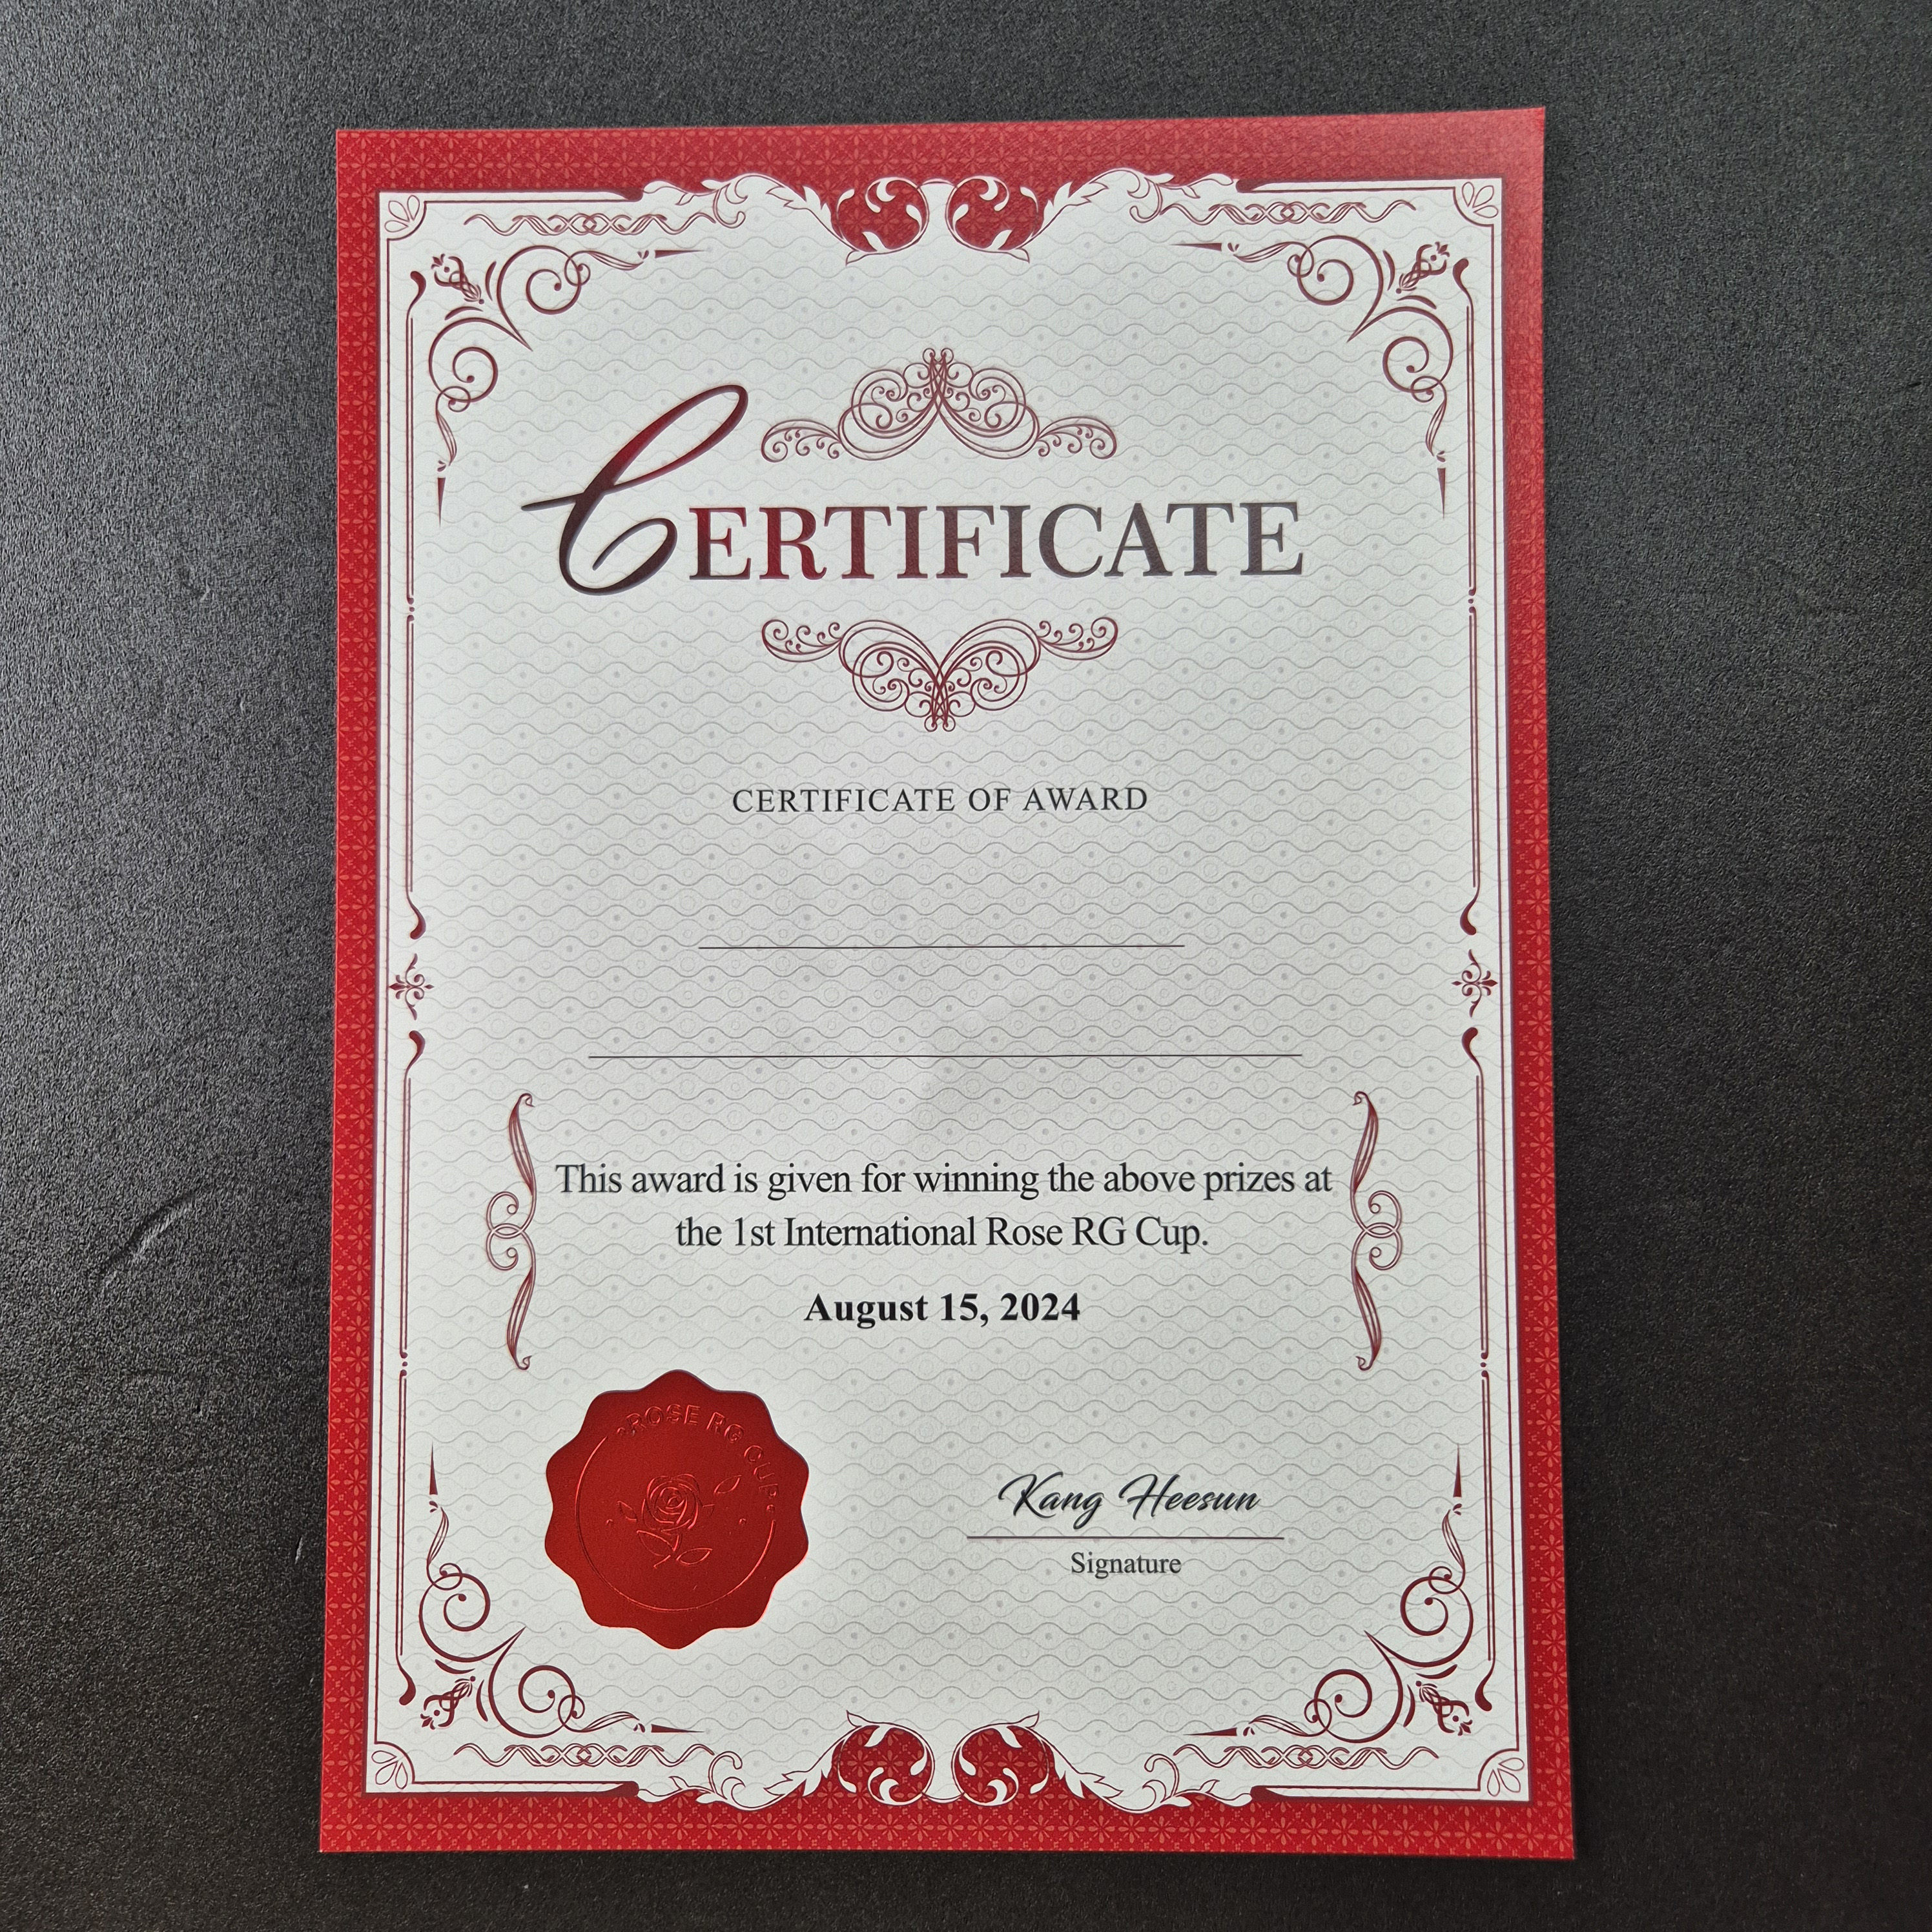 CERTIFICATE
CERTIFICATE OF AWARD
This award is given for winning the above prizes at
the 1st International Rose RG Cup.
August 15, 2024
ROSE RG CUP
Kang Heesun
Signature